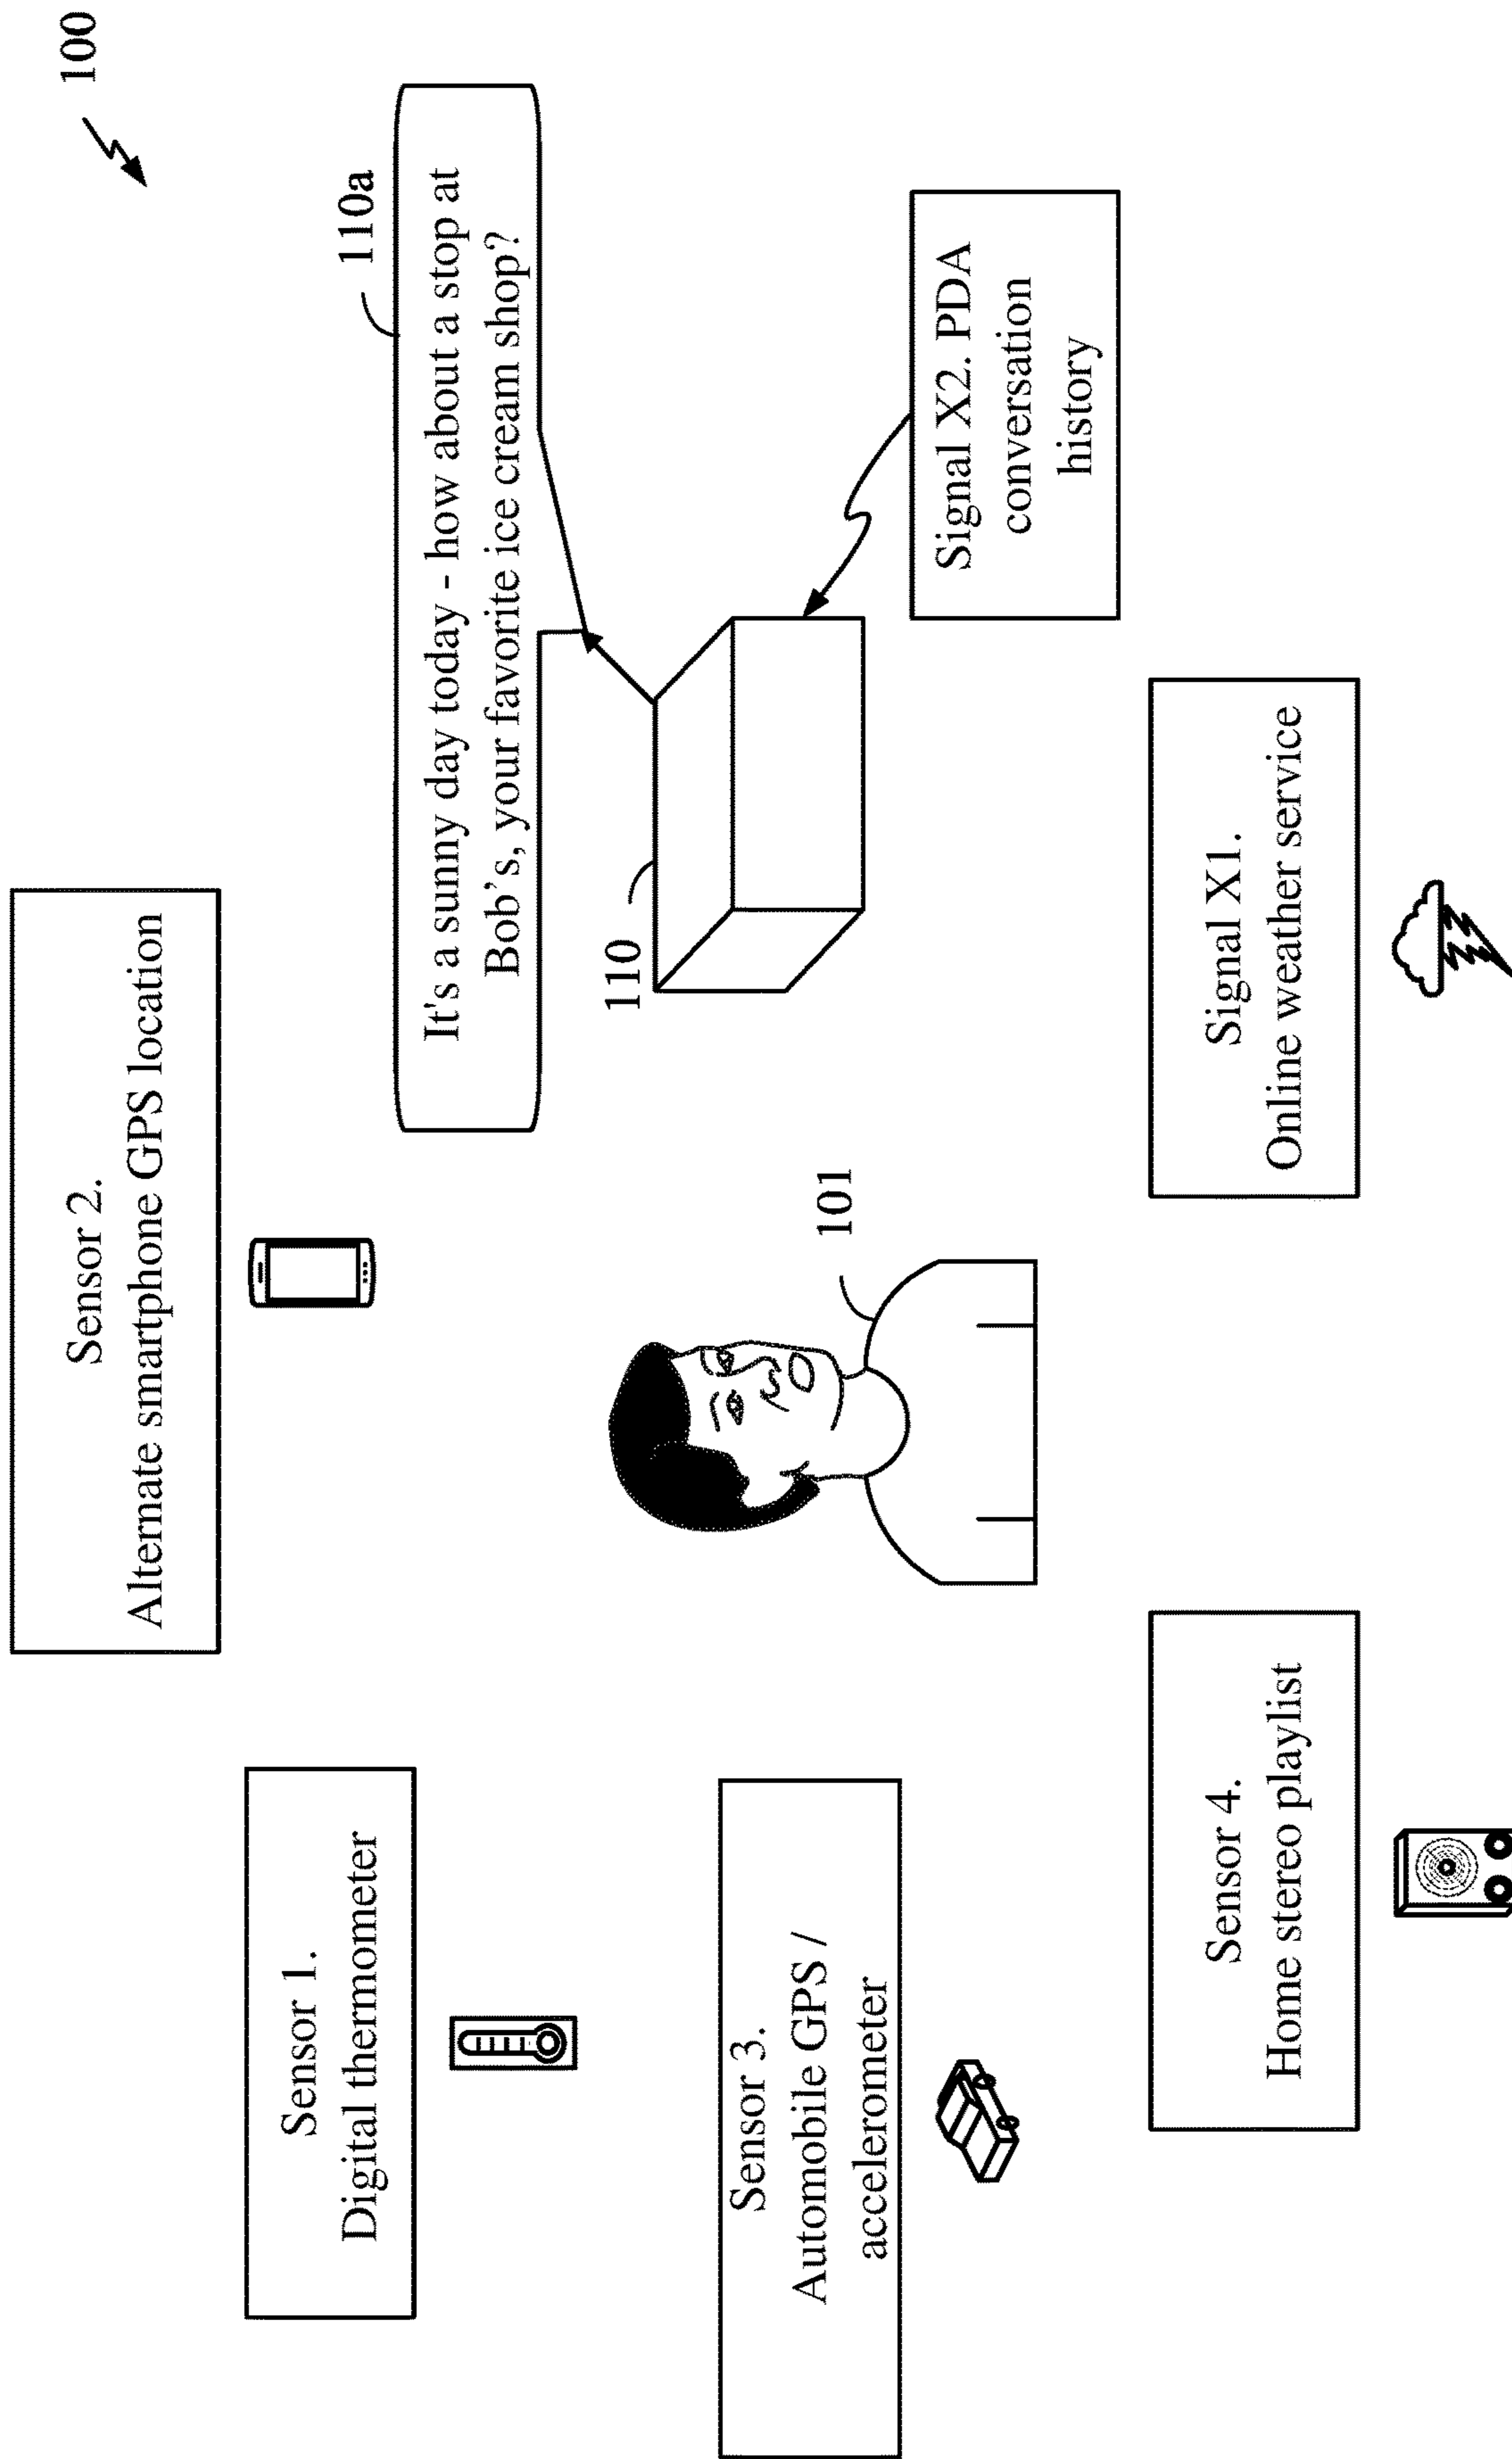 100
Sensor 2.
Alternate smartphone GPS location
Sensor 1.
Digital thermometer
110a
It's a sunny day today - how about a stop at
Bob's, your favorite ice cream shop?
110
101
Sensor 3.
Automobile GPS /
accelerometer
Signal X2. PDA
conversation
history
Sensor 4.
Home stereo playlist
Signal X1.
Online weather service